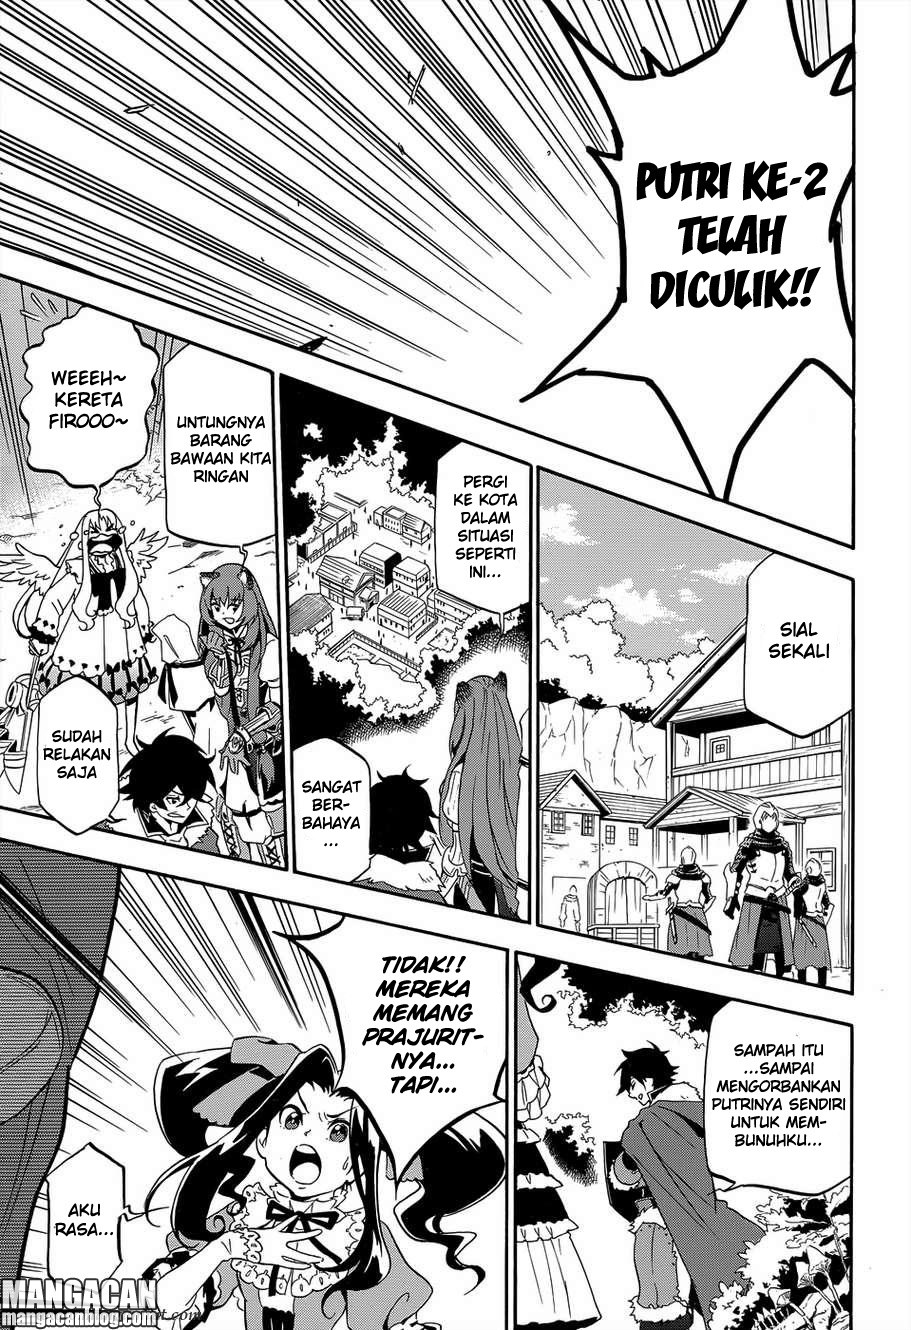 PUTRI KE-2
TELAH
DICULIK!!
SIAL
SEKALI
PERGI
KE KOTA
DALAM
SITUASI
SEPERTI
INI...
SANGAT
BER-
BAHAYA
...
UNTUNGNYA
BARANG
BAWAAN KITA
RINGAN
WEEEH~
KERETA
FIROOO~
SUDAH
RELAKAN
SAJA
SAMPAH ITU
...SAMPAI
MENGORBANKAN
PUTRINYA SENDIRI
UNTUK MEM-
BUNUHKU...
TIDAK!!
MEREKA
MEMANG
PRAJURIT-
NYA...
TAPI...
AKU
RASA...
MANGACAN
mangacanblog.com